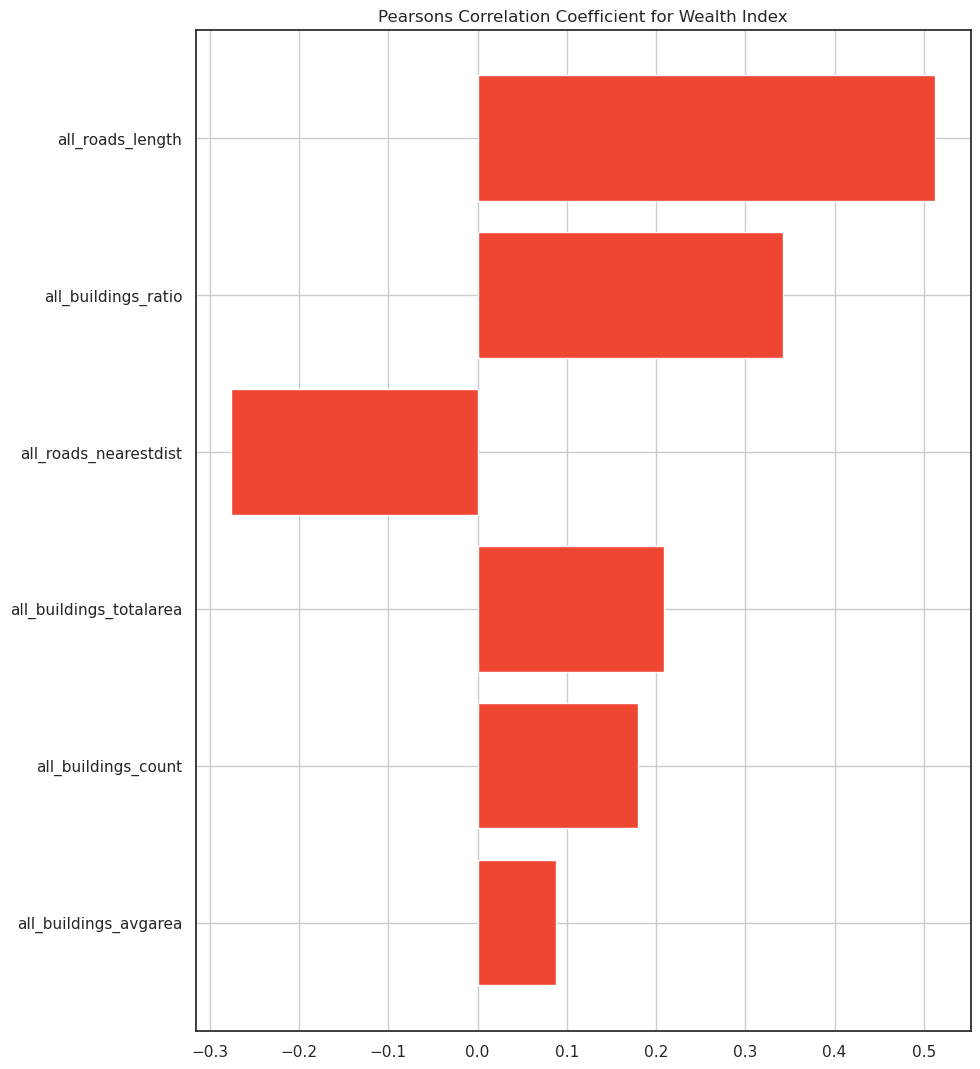 Pearsons Correlation Coefficient for Wealth Index
all_roads_length
all_buildings_ratio
all_roads_nearestdist
all_buildings_totalarea
all_buildings_count
all_buildings_avgarea
−0.3 −0.2 −0.1 0.0 0.1 0.2 0.3 0.4 0.5